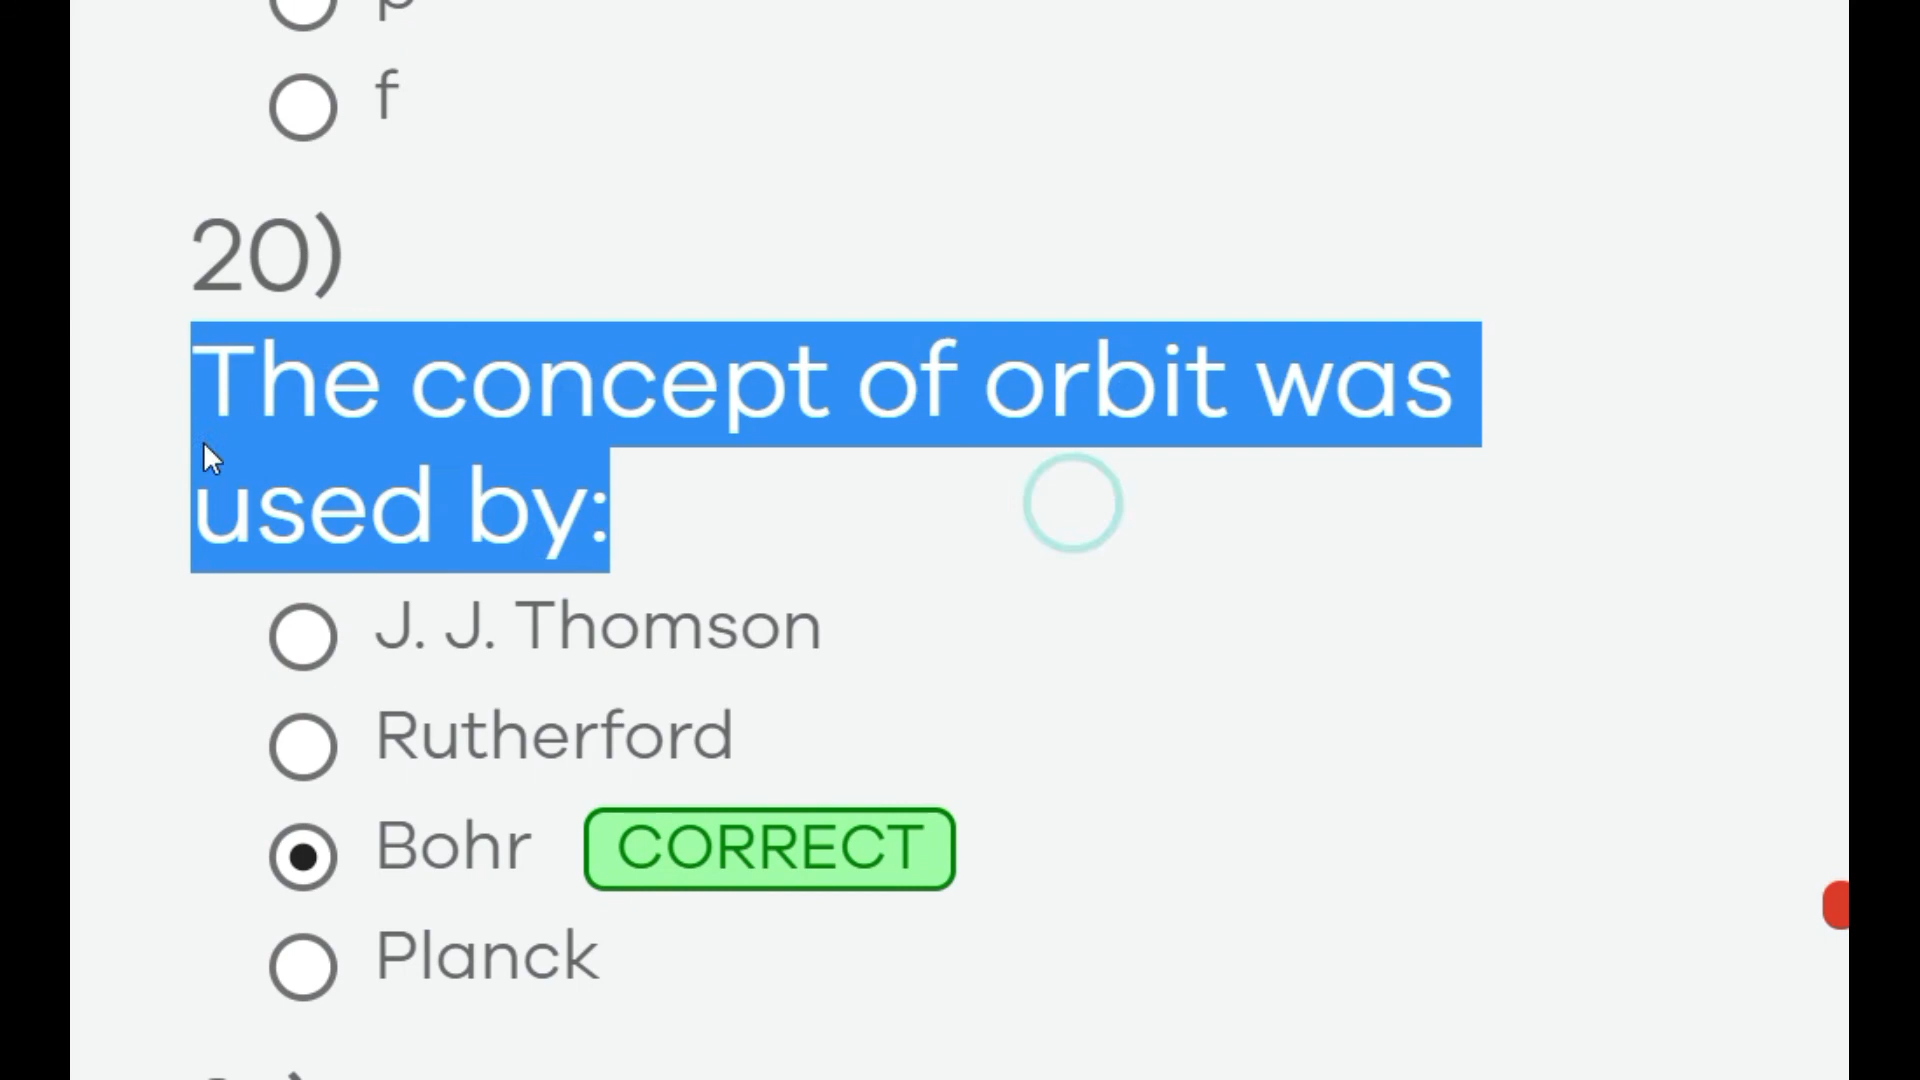 p
f
20)
The concept of orbit was
used by:
J. J. Thomson
Rutherford
Bohr CORRECT
Planck